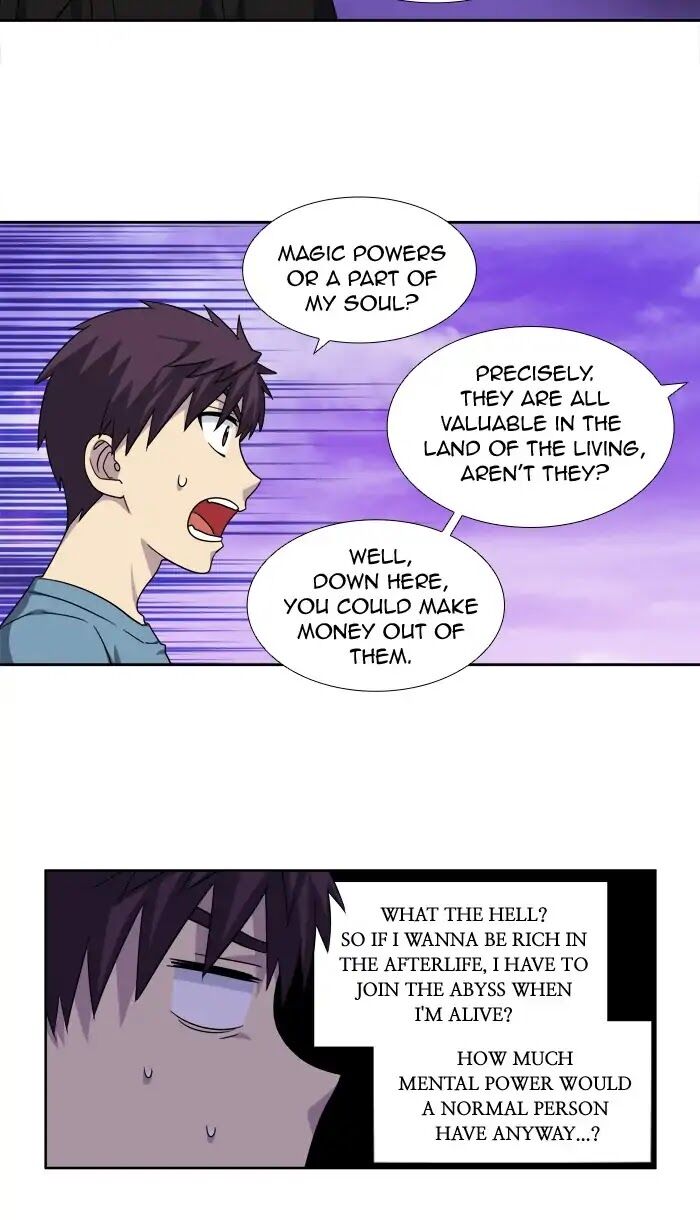 MAGIC POWERS
OR A PART OF
MY SOUL?
PRECISELY.
THEY ARE ALL
VALUABLE IN THE
LAND OF THE LIVING,
AREN'T THEY?
WELL,
DOWN HERE,
YOU COULD MAKE
MONEY OUT OF
THEM.
WHAT THE HELL?
SO IF I WANNA BE RICH IN
THE AFTERLIFE, I HAVE TO
JOIN THE ABYSS WHEN
I'M ALIVE?
HOW MUCH
MENTAL POWER WOULD
A NORMAL PERSON
HAVE ANYWAY...?